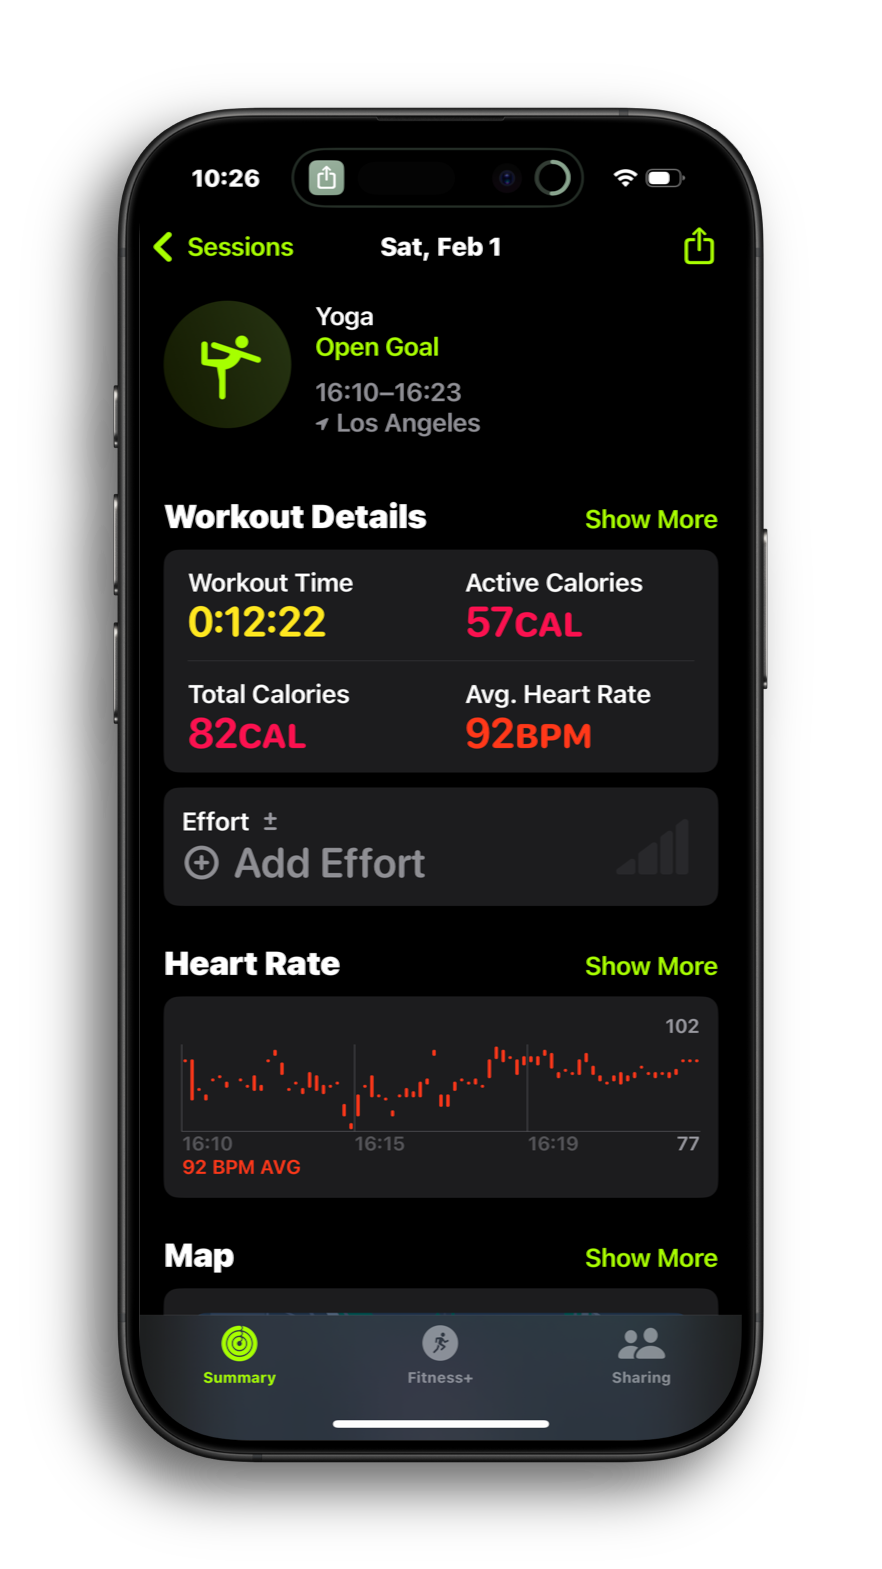 10:26
Sessions
Sat, Feb 1
Yoga
Open Goal
16:10–16:23
Los Angeles
Workout Details
Show More
Workout Time
Active Calories
0:12:22
57CAL
Total Calories
Avg. Heart Rate
82CAL
92BPM
Effort ±
Add Effort
Heart Rate
Show More
102
16:10
16:15
16:19
77
92 BPM AVG
Map
Show More
Summary
Fitness+
Sharing